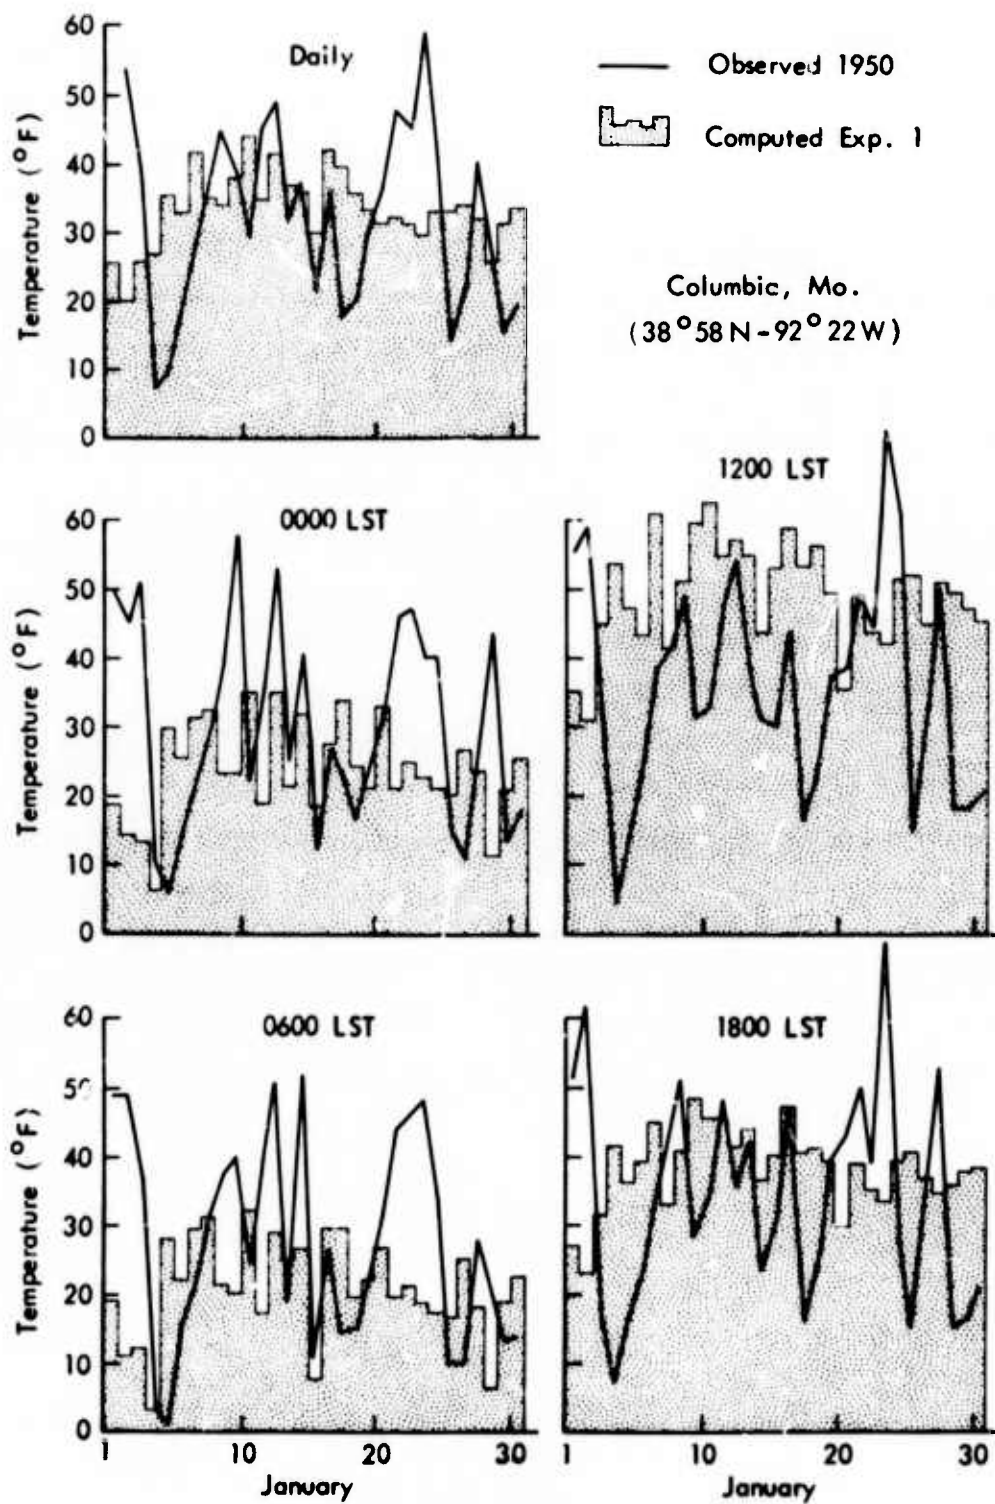 Daily
Observed 1950
Computed Exp. 1
Columbic, Mo.
(38°58N-92°22W)
Temperature (°F)
60
50
40
30
20
10
0
0000 LST
Temperature (°F)
60
50
40
30
20
10
0
1200 LST
0600 LST
Temperature (°F)
60
50
40
30
20
10
0
1 10 20 30
January
1800 LST
1 10 20 30
January